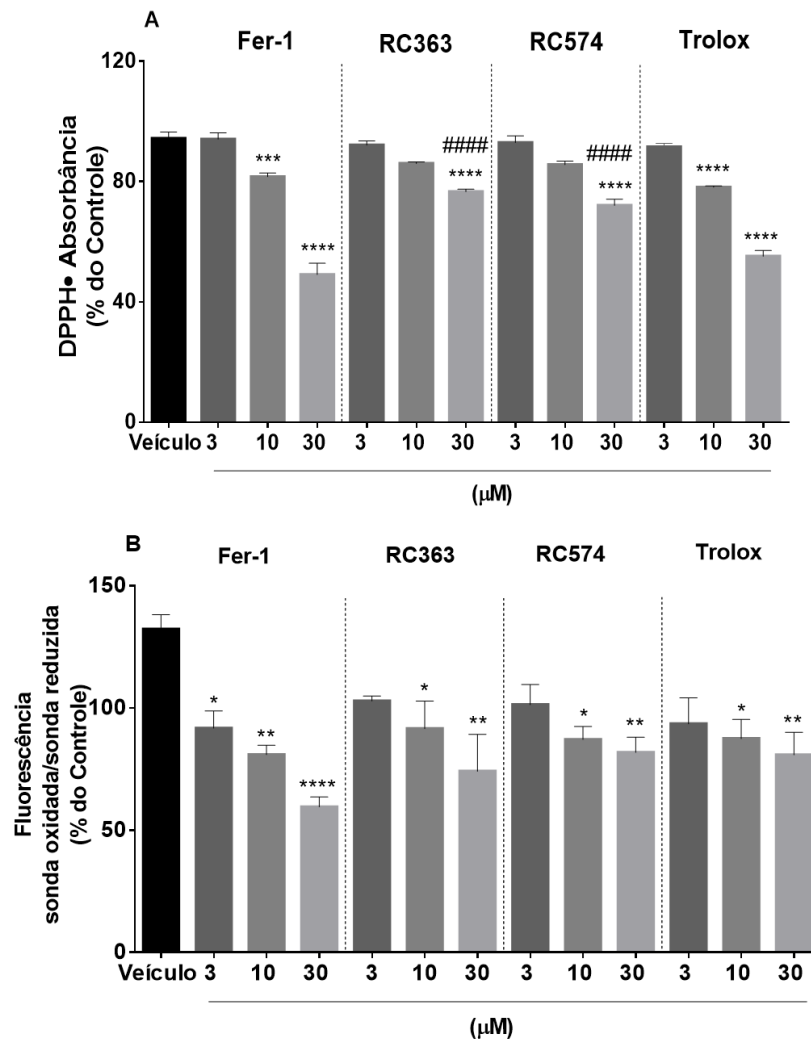 A
Fer-1 RC363 RC574 Trolox
DPPH• Absorbância
(% do Controle)
120
80
40
0
*** **** #### **** #### **** **** ****
Veículo 3 10 30 3 10 30 3 10 30 3 10 30
(μM)
B
Fer-1 RC363 RC574 Trolox
Fluorescência
sonda oxidada/sonda reduzida
(% do Controle)
150
100
50
0
* ** **** * ** * ** * **
Veículo 3 10 30 3 10 30 3 10 30 3 10 30
(μM)